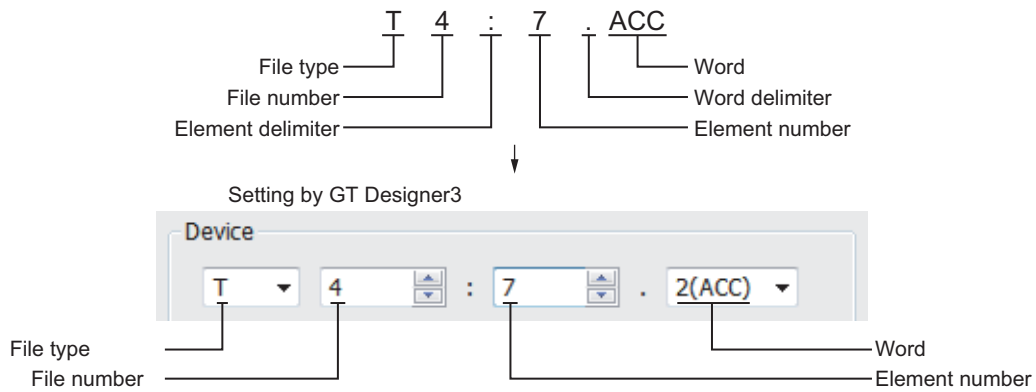 T 4 : 7 . ACC
File type Word
File number Word delimiter
Element delimiter Element number
Setting by GT Designer3
Device
T 4 : 7 . 2(ACC)
File type Word
File number Element number